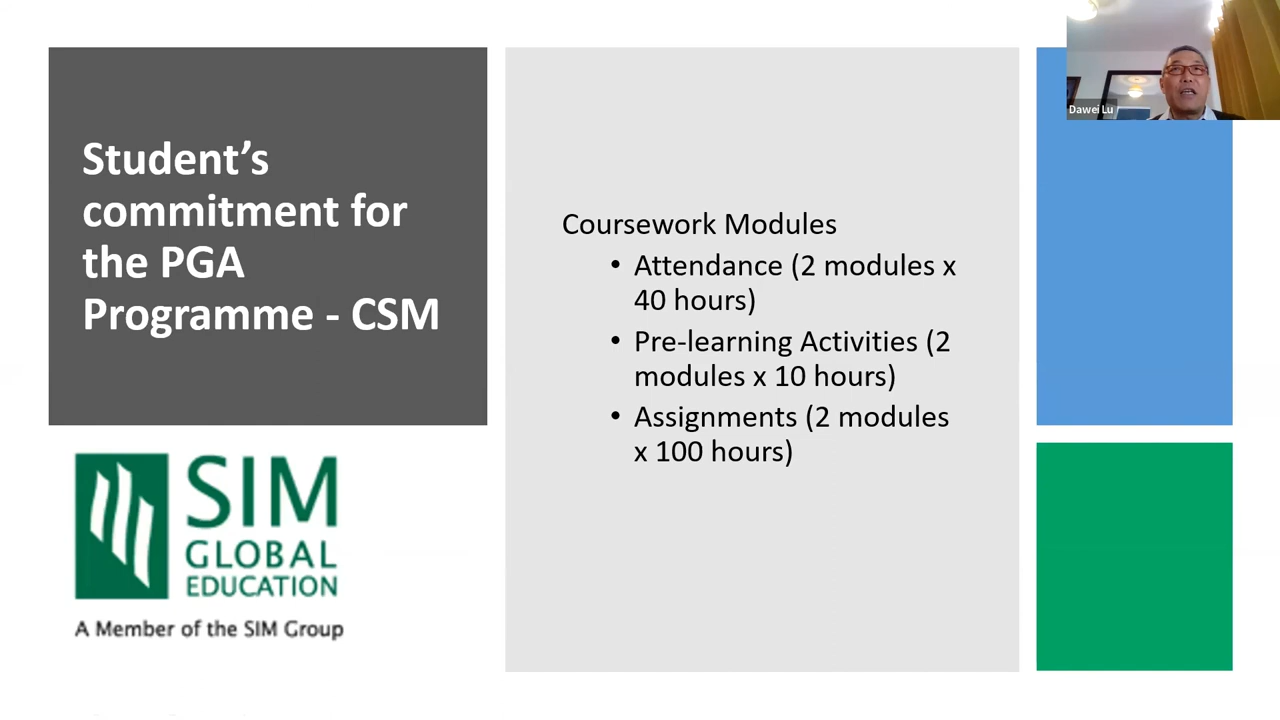 Student’s
commitment for
the PGA
Programme - CSM
Coursework Modules
• Attendance (2 modules x
40 hours)
• Pre-learning Activities (2
modules x 10 hours)
• Assignments (2 modules
x 100 hours)
Dawei Lu
SIM
GLOBAL
EDUCATION
A Member of the SIM Group